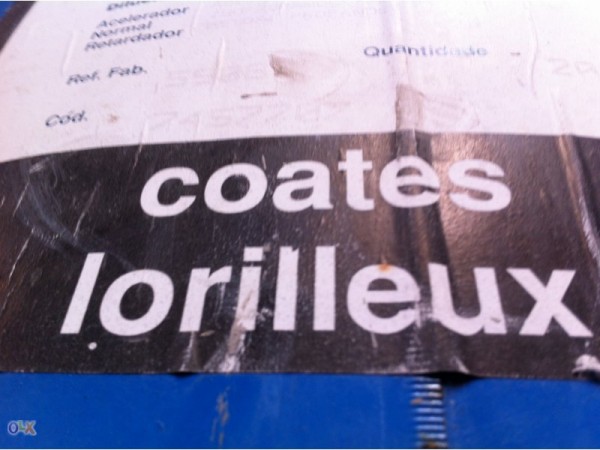 Acelerador
Normal
Retardador
Quantidade
Ref. Fab.
Cód.
coates
lorilleux
OLX